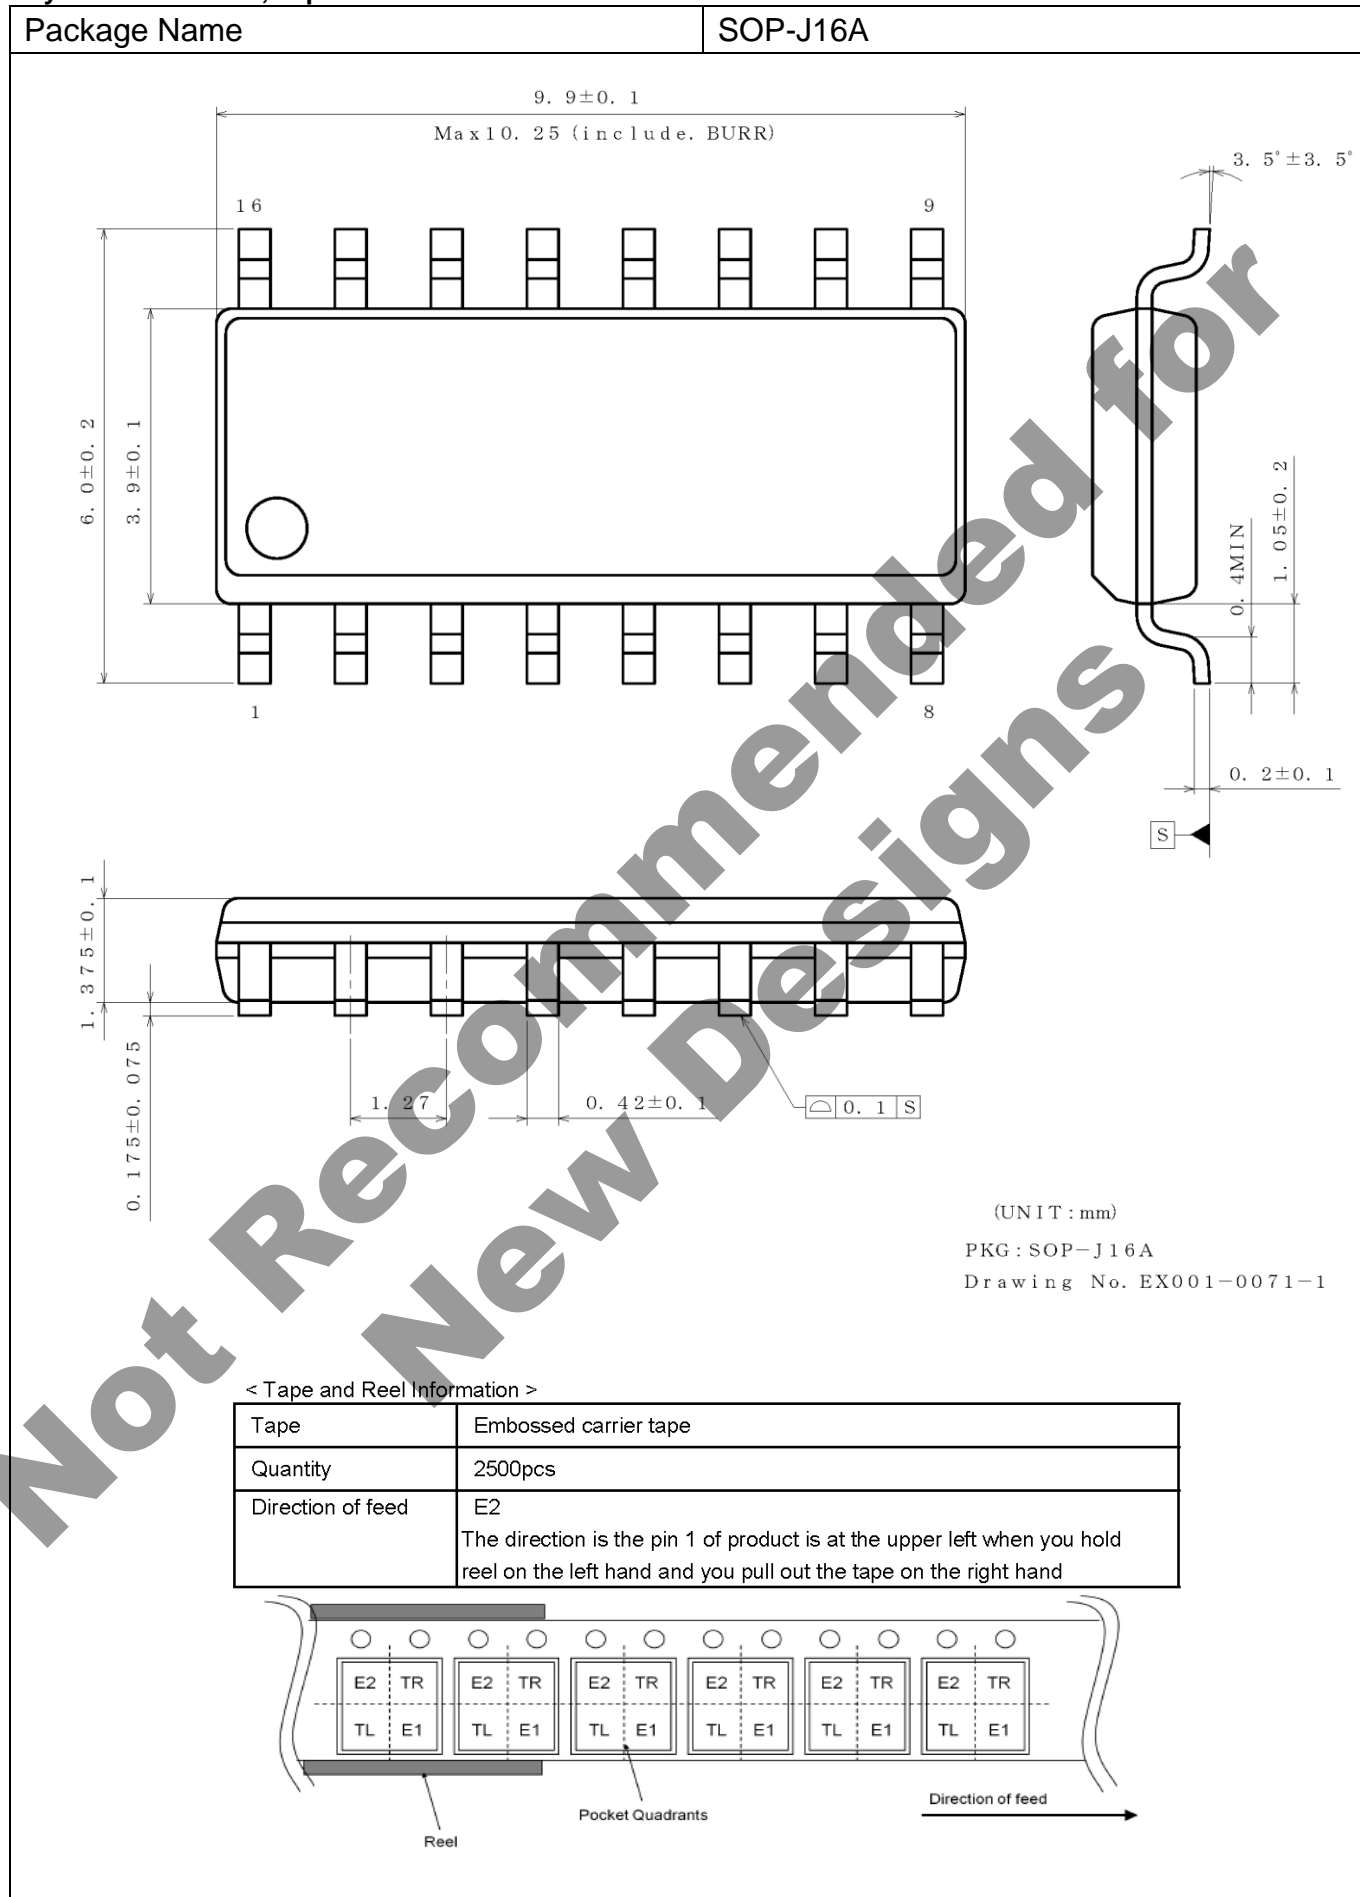 Package Name SOP-J16A
9. 9±0. 1
Max10. 25 (include. BURR)
3. 5°±3. 5°
16 9
6. 0±0. 2
3. 9±0. 1
0. 4MIN
1. 05±0. 2
1 8
0. 2±0. 1
S
1. 375±0. 1
0. 175±0. 075
1. 27
0. 42±0. 1
0. 1 S
(UNIT : mm)
PKG : SOP－J16A
Drawing No. EX001－0071－1
Not Recommended for
New Designs
< Tape and Reel Information >
Tape Embossed carrier tape
Quantity 2500pcs
Direction of feed E2
The direction is the pin 1 of product is at the upper left when you hold
reel on the left hand and you pull out the tape on the right hand
E2 TR E2 TR E2 TR E2 TR E2 TR E2 TR
TL E1 TL E1 TL E1 TL E1 TL E1 TL E1
Direction of feed
Pocket Quadrants
Reel